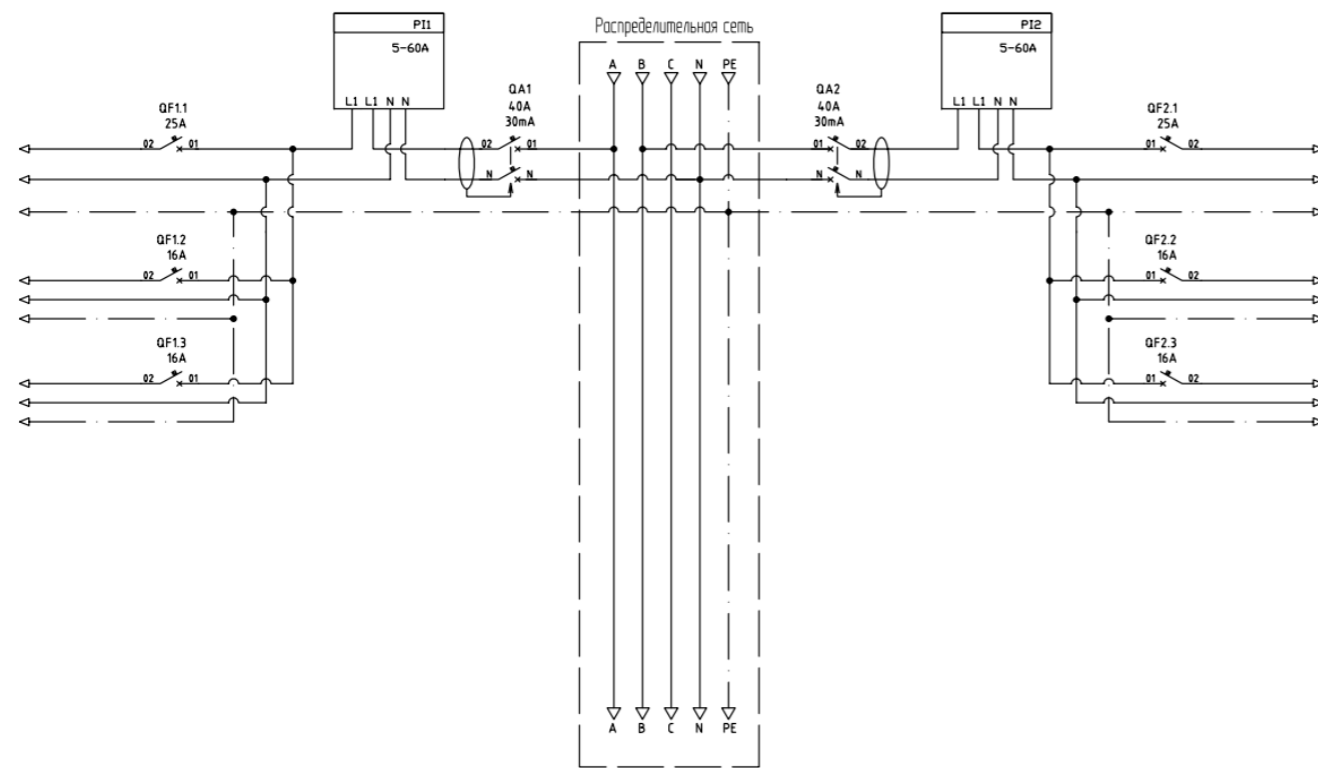 PI1
5-60A
L1 L1 N N
Распределительная сеть
A B C N PE
PI2
5-60A
L1 L1 N N
QF1.1
25A
02 01
QA1
40A
30mA
02 01
N N
QA2
40A
30mA
01 02
N N
QF2.1
25A
01 02
QF1.2
16A
02 01
QF2.2
16A
01 02
QF1.3
16A
02 01
QF2.3
16A
01 02
A B C N PE